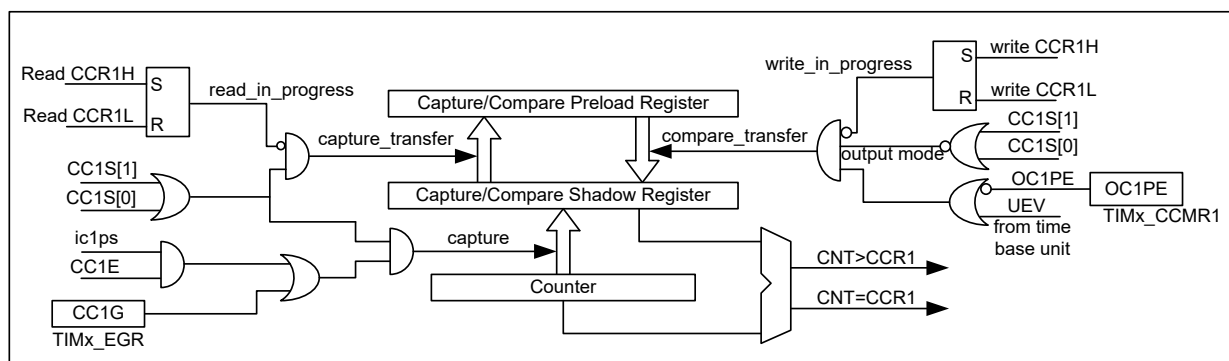 Read CCR1H
S
read_in_progress
Read CCR1L
R
CC1S[1]
CC1S[0]
ic1ps
CC1E
CC1G
TIMx_EGR
capture_transfer
capture
Capture/Compare Preload Register
Capture/Compare Shadow Register
Counter
compare_transfer
write_in_progress
S
write CCR1H
R
write CCR1L
output mode
CC1S[1]
CC1S[0]
OC1PE
OC1PE
TIMx_CCMR1
UEV
from time
base unit
CNT>CCR1
CNT=CCR1